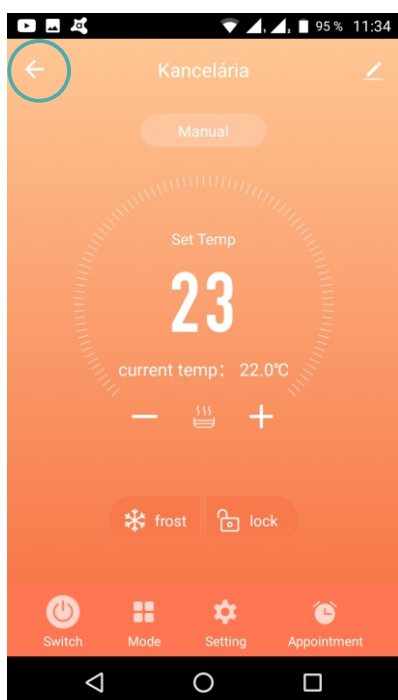 95 % 11:34
Kancelária
Manual
Set Temp
23
current temp: 22.0℃
frost lock
Switch Mode Setting Appointment